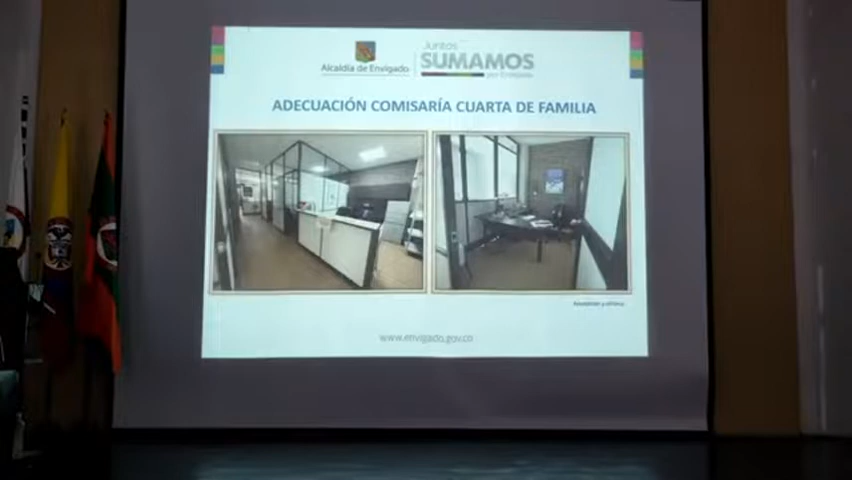 Alcaldía de Envigado
Juntos
SUMAMOS
por Envigado
ADECUACIÓN COMISARÍA CUARTA DE FAMILIA
www.envigado.gov.co